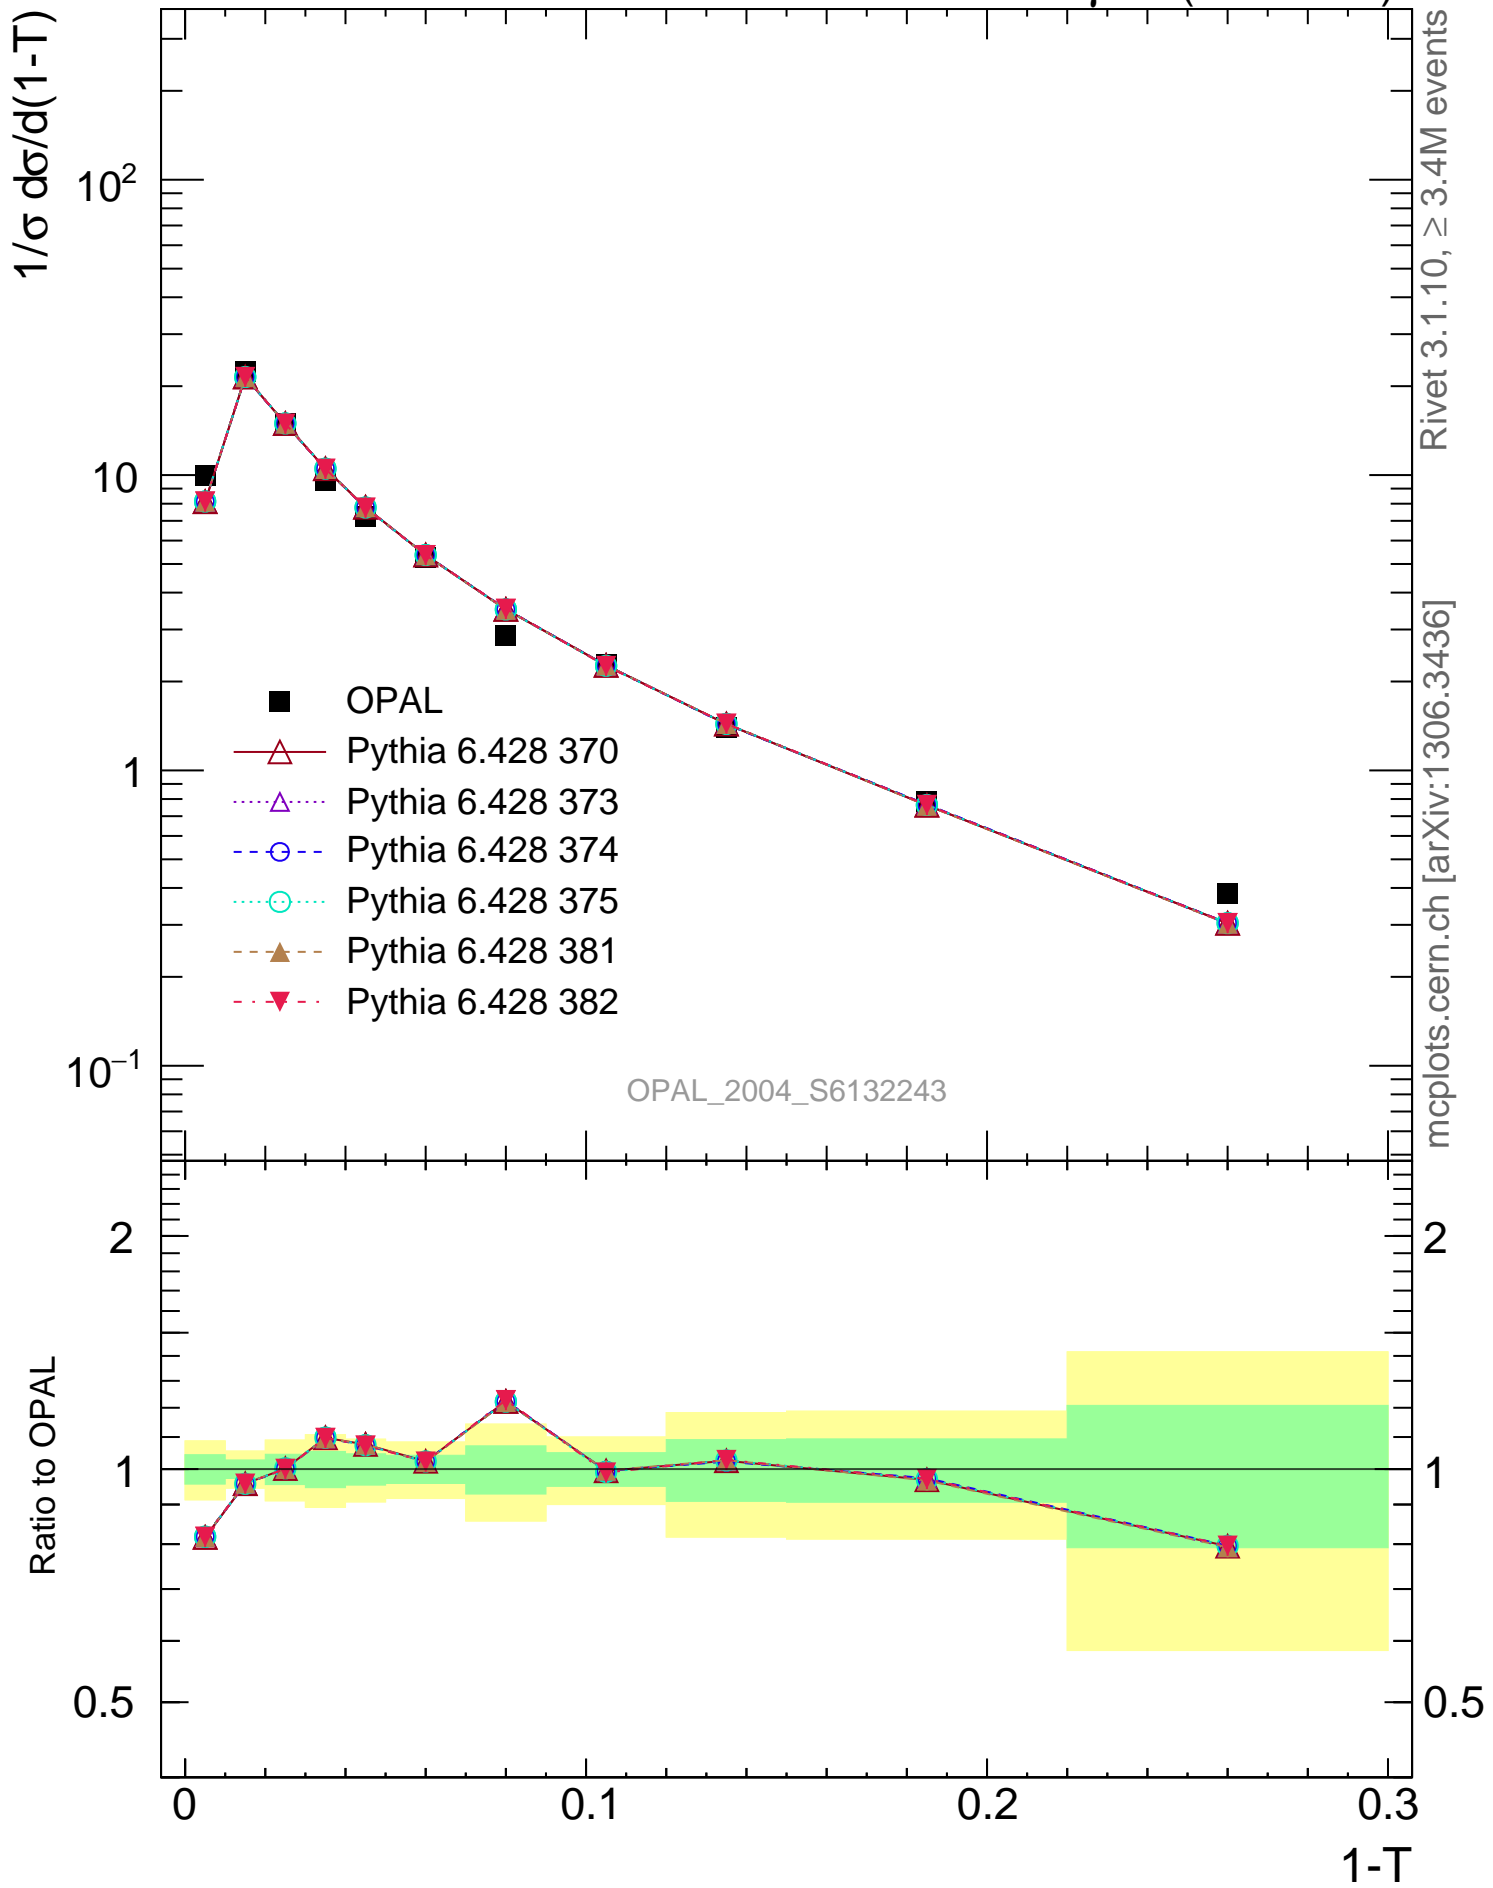 1/σ dσ/d(1-T)
10²
10
1
10⁻¹
OPAL
Pythia 6.428 370
Pythia 6.428 373
Pythia 6.428 374
Pythia 6.428 375
Pythia 6.428 381
Pythia 6.428 382
OPAL_2004_S6132243
Rivet 3.1.10, ≥ 3.4M events
mcplots.cern.ch [arXiv:1306.3436]
Ratio to OPAL
2
1
0.5
2
1
0.5
0
0.1
0.2
0.3
1-T